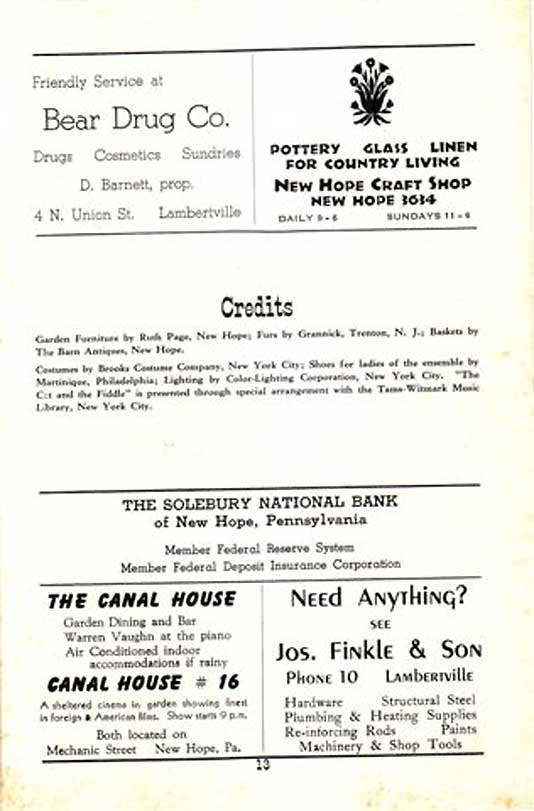 Friendly Service at
Bear Drug Co.
Drugs Cosmetics Sundries
D. Barnett, prop.
4 N. Union St. Lambertville
POTTERY GLASS LINEN
FOR COUNTRY LIVING
NEW HOPE CRAFT SHOP
NEW HOPE 3634
DAILY 9-6 SUNDAYS 11-6
Credits
Garden Furniture by Ruth Page, New Hope; Furs by Grannick, Trenton, N. J.; Baskets by
The Barn Antiques, New Hope.
Costumes by Brooks Costume Company, New York City; Shoes for ladies of the ensemble by
Martinique, Philadelphia; Lighting by Color-Lighting Corporation, New York City. "The
Cat and the Fiddle" is presented through special arrangement with the Tams-Witmark Music
Library, New York City.
THE SOLEBURY NATIONAL BANK
of New Hope, Pennsylvania
Member Federal Reserve System
Member Federal Deposit Insurance Corporation
THE CANAL HOUSE
Garden Dining and Bar
Warren Vaughn at the piano
Air Conditioned indoor
accommodations if rainy
CANAL HOUSE # 16
A sheltered cinema in garden showing finest
in foreign & American films. Show starts 9 p.m.
Both located on
Mechanic Street New Hope, Pa.
NEED ANYTHING?
SEE
JOS. FINKLE & SON
PHONE 10 LAMBERTVILLE
Hardware Structural Steel
Plumbing & Heating Supplies
Re-inforcing Rods Paints
Machinery & Shop Tools
13